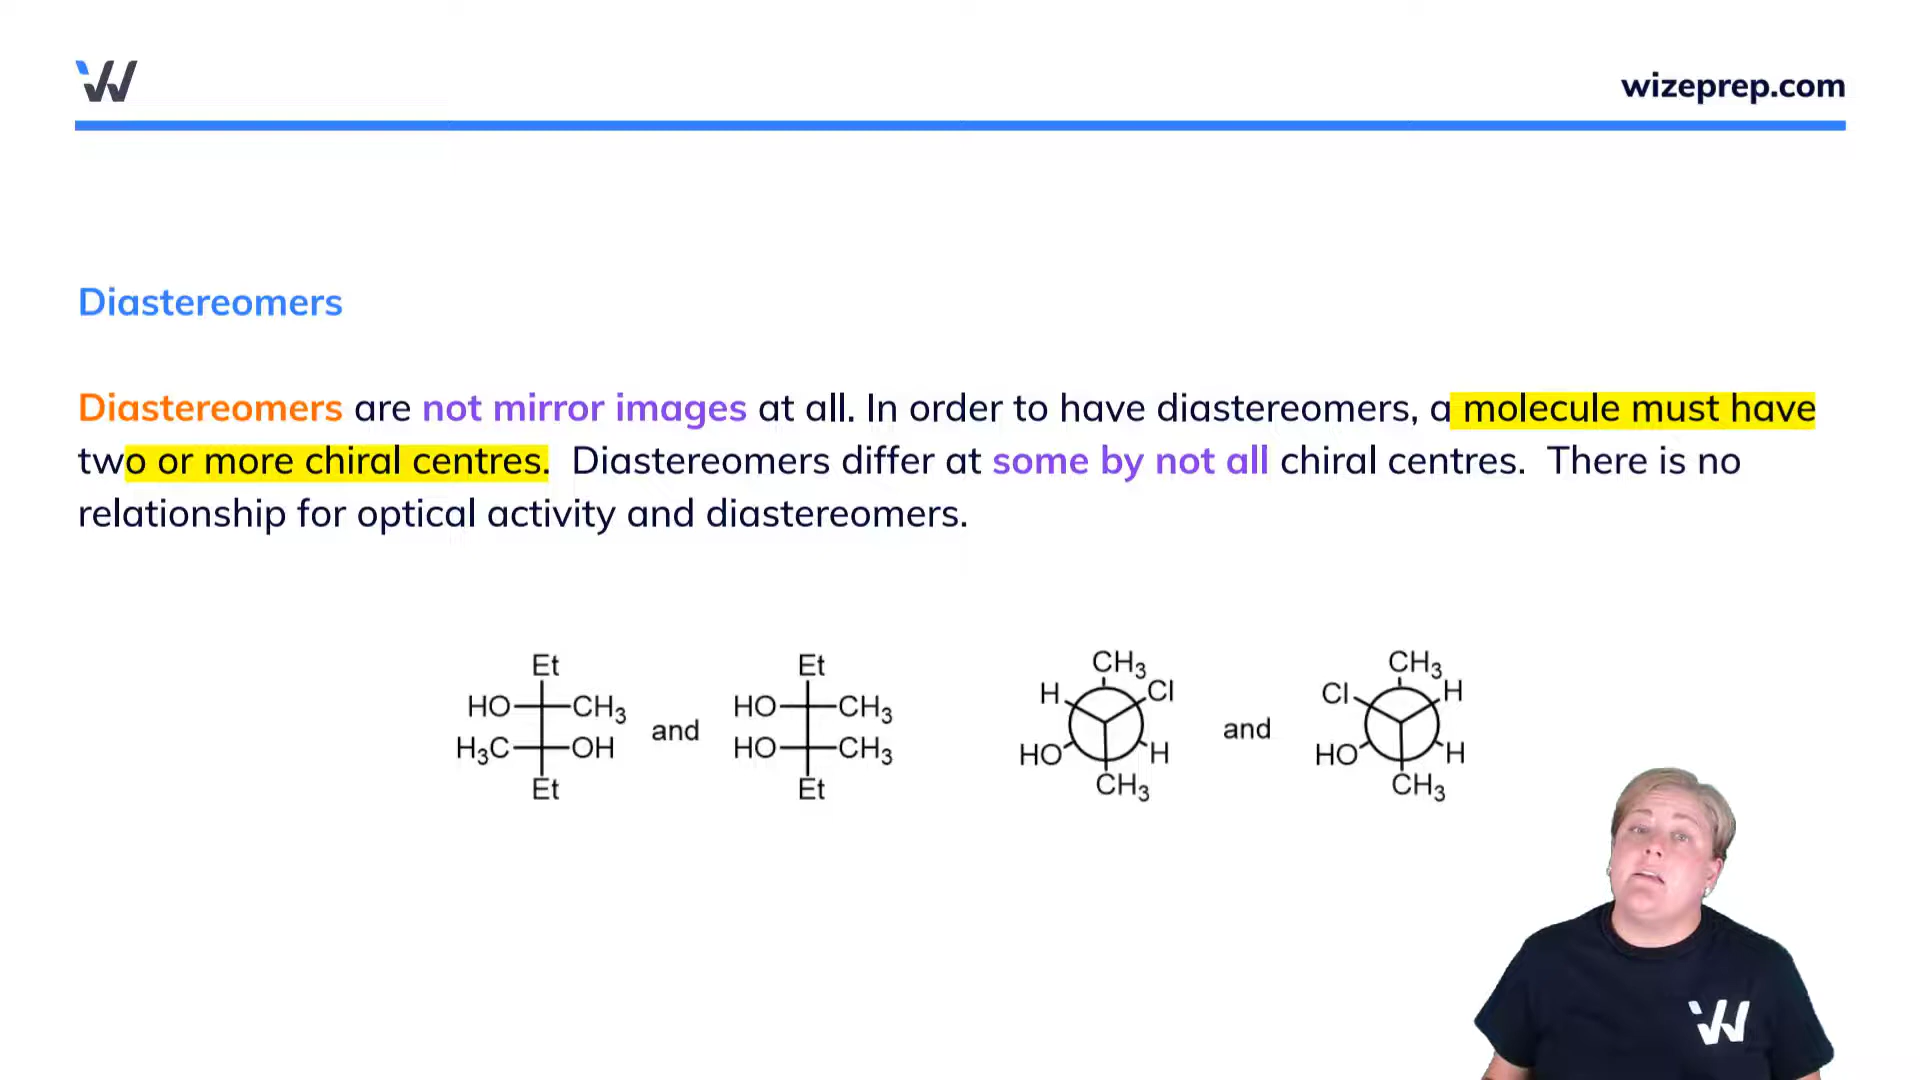 wizeprep.com
Diastereomers
Diastereomers are not mirror images at all. In order to have diastereomers, a molecule must have
two or more chiral centres. Diastereomers differ at some by not all chiral centres. There is no
relationship for optical activity and diastereomers.
Et Et CH₃ CH₃
H Cl Cl H
HO CH₃ and HO CH₃ and
H₃C OH HO CH₃ HO H HO H
Et Et CH₃ CH₃